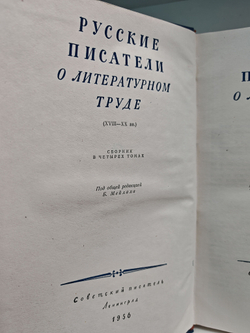 РУССКИЕ
ПИСАТЕЛИ
О ЛИТЕРАТУРНОМ
ТРУДЕ
(XVIII—XX вв.)
СБОРНИК
В ЧЕТЫРЕХ ТОМАХ
Под общей редакцией
Б. Мейлаха
Советский писатель
Ленинград
1956
П
О Л